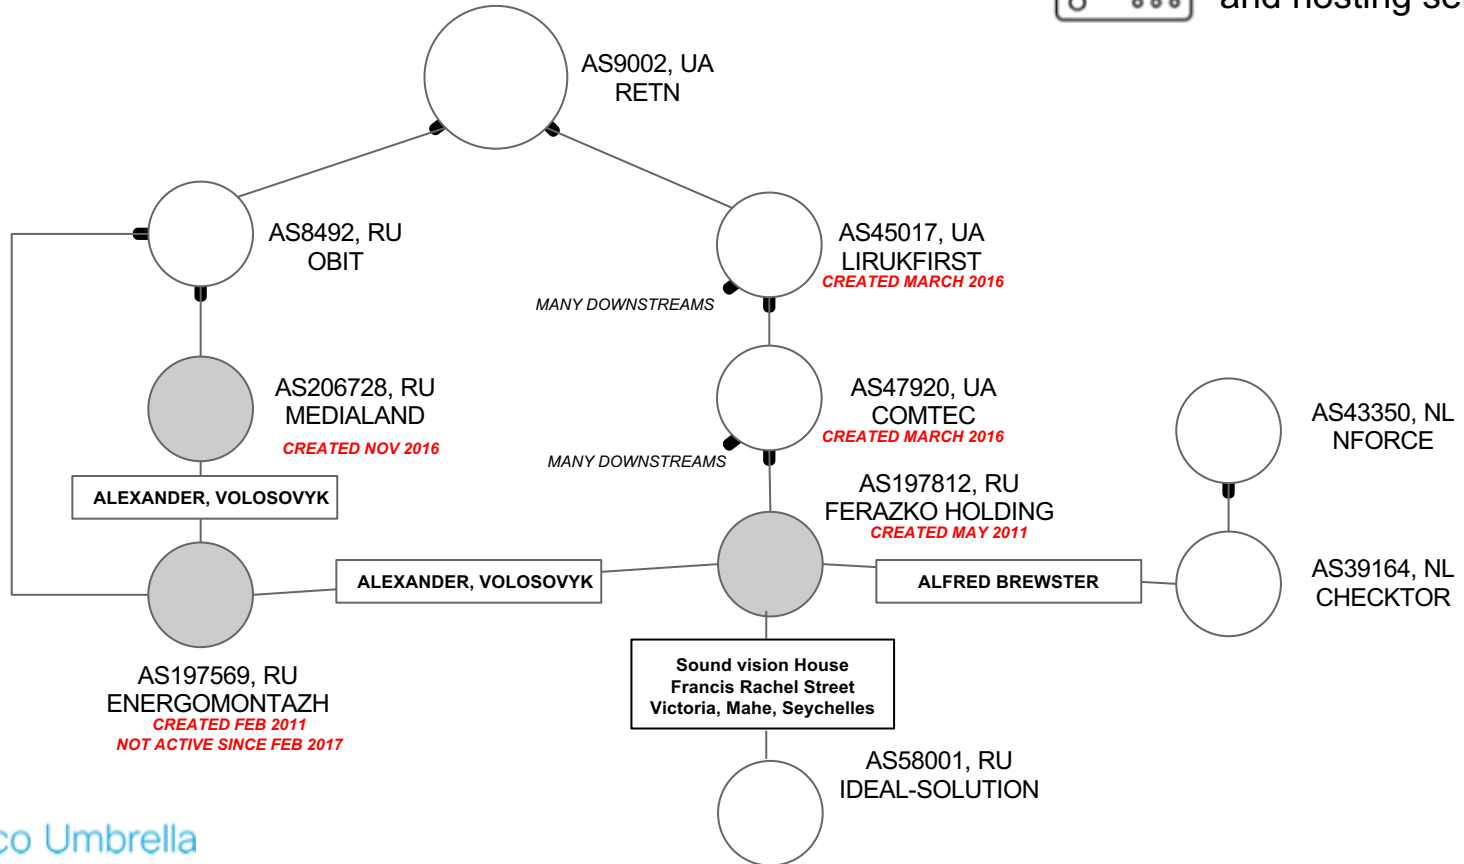 and hosting se
AS9002, UA
RETN
AS8492, RU
OBIT
AS45017, UA
LIRUKFIRST
CREATED MARCH 2016
MANY DOWNSTREAMS
AS206728, RU
MEDIALAND
CREATED NOV 2016
AS47920, UA
COMTEC
CREATED MARCH 2016
MANY DOWNSTREAMS
AS43350, NL
NFORCE
ALEXANDER, VOLOSOVYK
AS197812, RU
FERAZKO HOLDING
CREATED MAY 2011
ALEXANDER, VOLOSOVYK
ALFRED BREWSTER
AS39164, NL
CHECKTOR
AS197569, RU
ENERGOMONTAZH
CREATED FEB 2011
NOT ACTIVE SINCE FEB 2017
Sound vision House
Francis Rachel Street
Victoria, Mahe, Seychelles
AS58001, RU
IDEAL-SOLUTION
co Umbrella